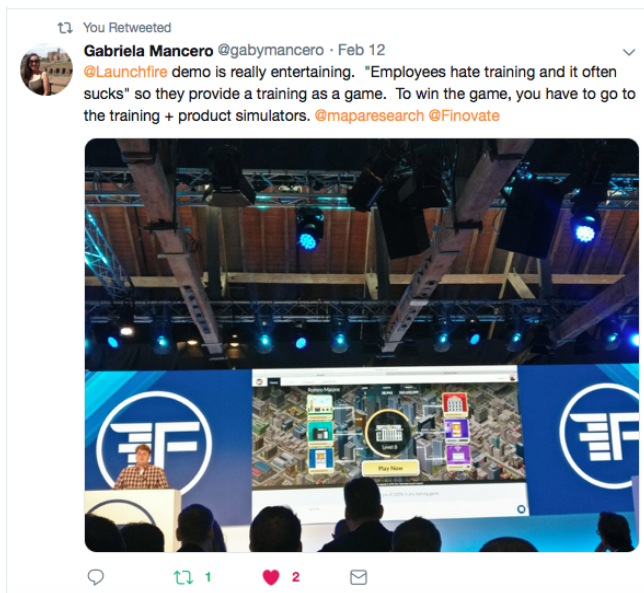 You Retweeted
Gabriela Mancero @gabymancero · Feb 12
@Launchfire demo is really entertaining. "Employees hate training and it often
sucks" so they provide a training as a game. To win the game, you have to go to
the training + product simulators. @maparesearch @Finovate
Level 8
Play Now
1
2